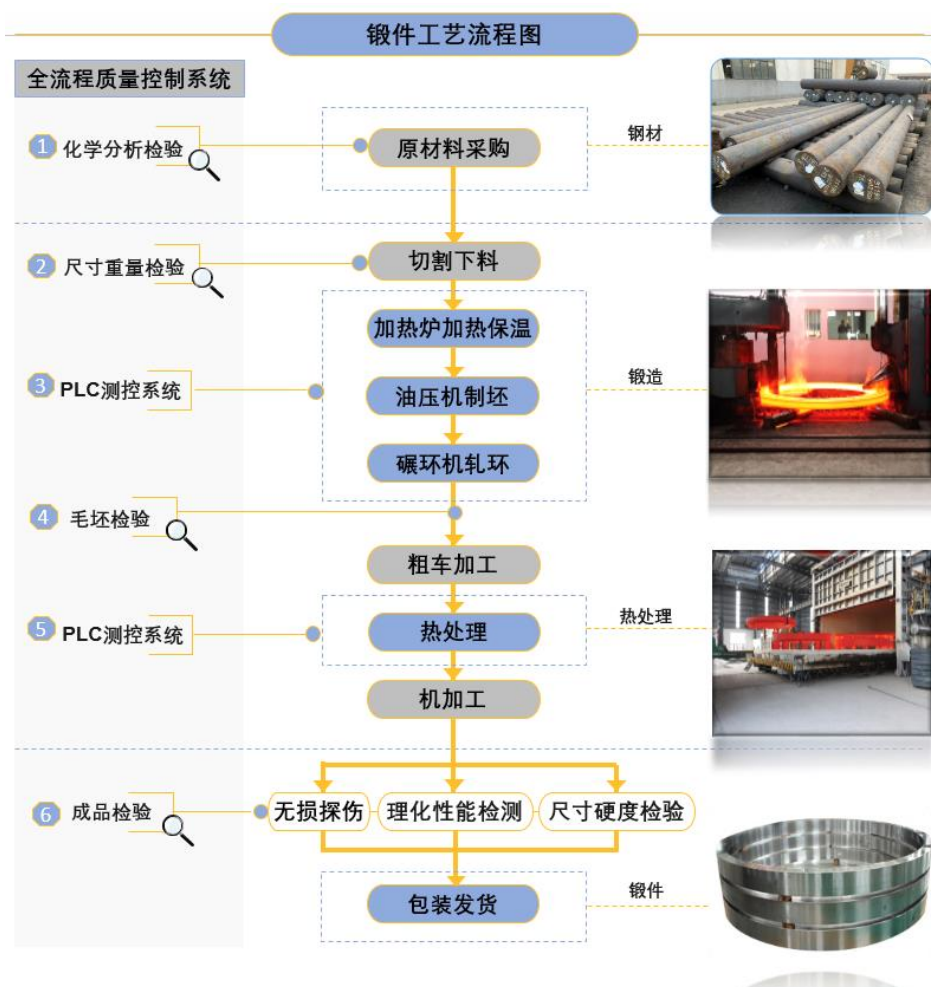 锻件工艺流程图
全流程质量控制系统
1 化学分析检验
原材料采购
钢材
2 尺寸重量检验
切割下料
加热炉加热保温
3 PLC测控系统
油压机制坯
锻造
碾环机轧环
4 毛坯检验
粗车加工
5 PLC测控系统
热处理
热处理
机加工
6 成品检验
无损探伤
理化性能检测
尺寸硬度检验
包装发货
锻件